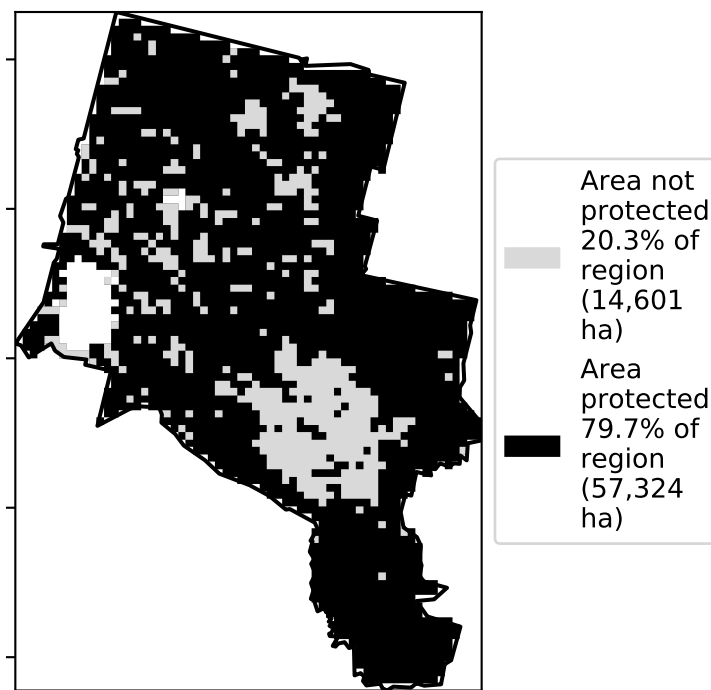 Area not
protected
20.3% of
region
(14,601
ha)
Area
protected
79.7% of
region
(57,324
ha)